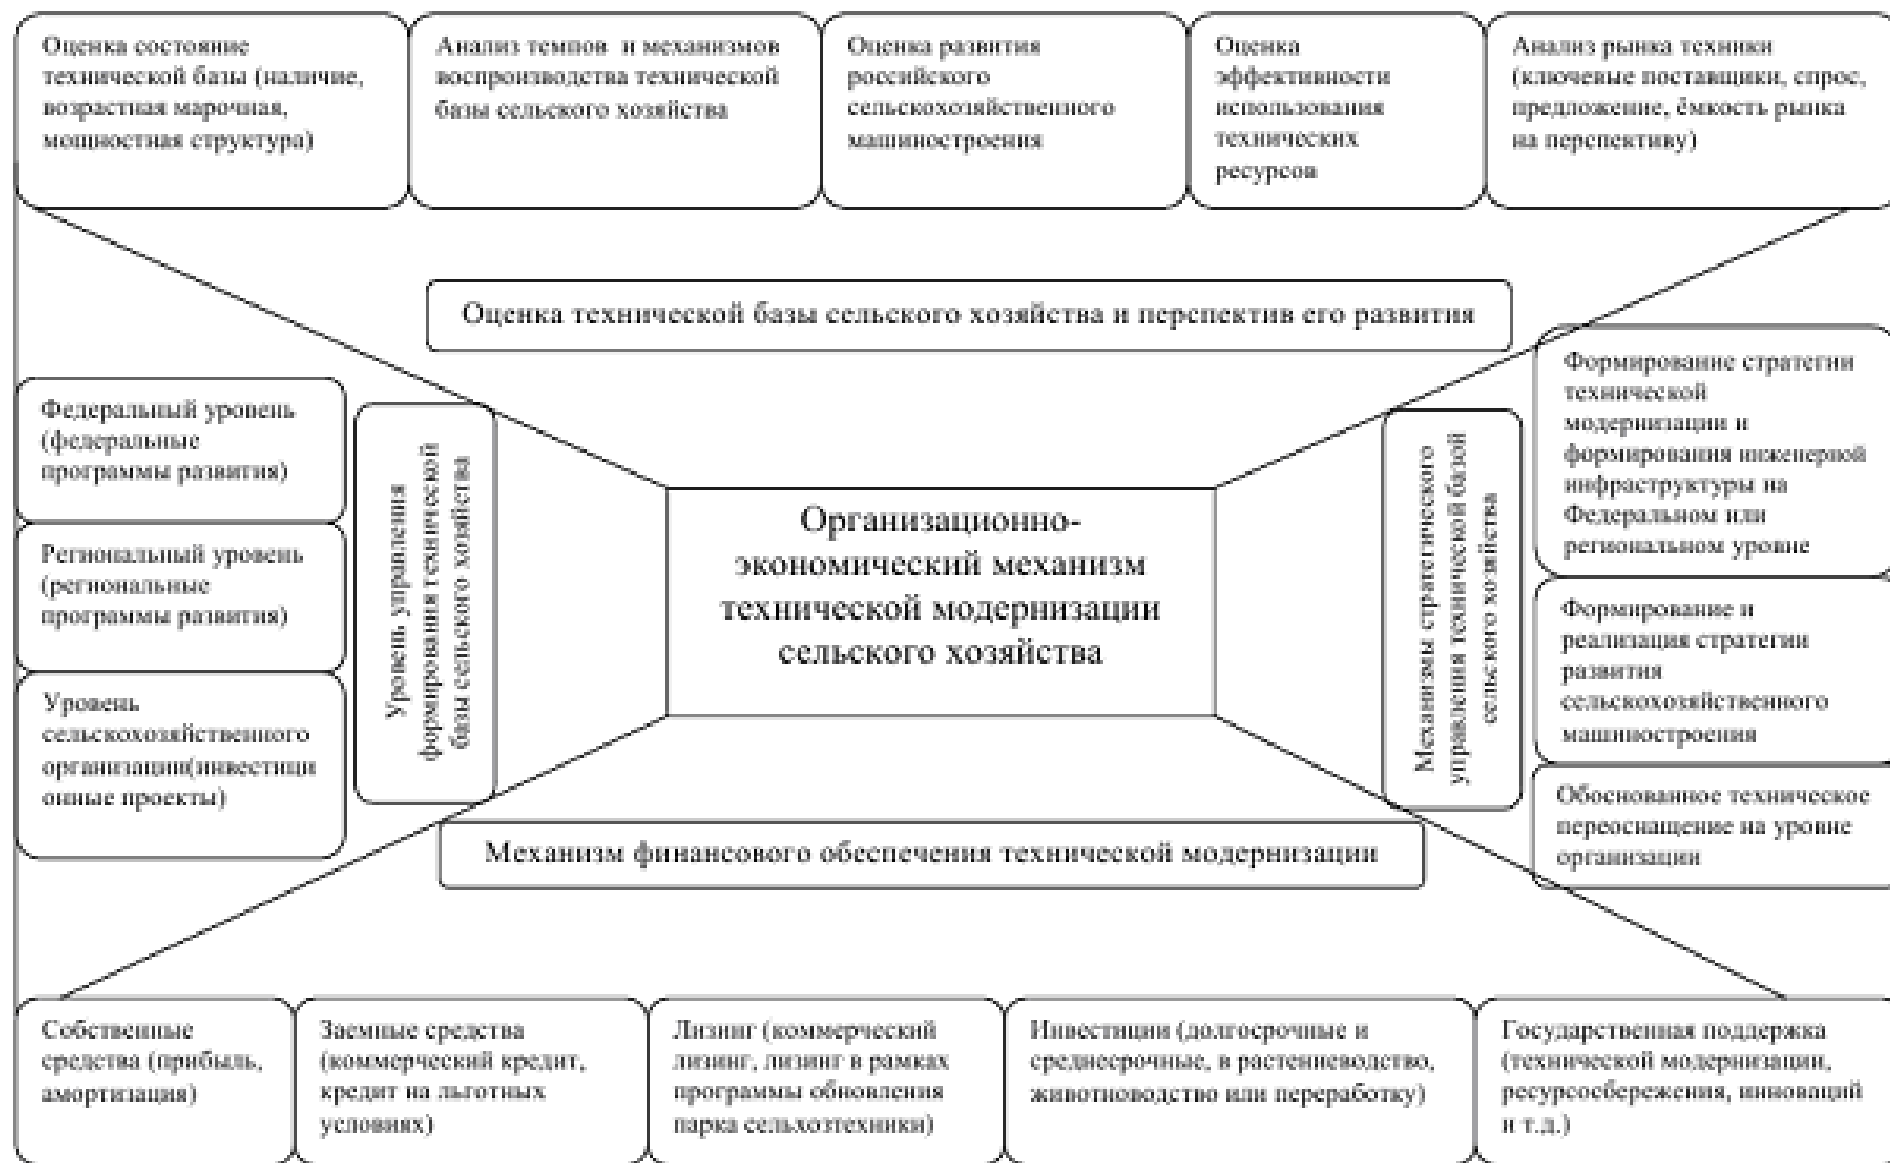 Оценка состояние
технической базы (наличие,
возрастная марочная,
мощностная структура)
Анализ темпов и механизмов
воспроизводства технической
базы сельского хозяйства
Оценка развития
российского
сельскохозяйственного
машиностроения
Оценка
эффективности
использования
технических
ресурсов
Анализ рынка техники
(ключевые поставщики, спрос,
предложение, ёмкость рынка
на перспективу)
Оценка технической базы сельского хозяйства и перспектив его развития
Федеральный уровень
(федеральные
программы развития)
Региональный уровень
(региональные
программы развития)
Уровень
сельскохозяйственного
организации(инвестици
онные проекты)
Уровень управления
формирования технической
базы сельского хозяйства
Организационно-
экономический механизм
технической модернизации
сельского хозяйства
Механизмы стратегического
управления технической базой
сельского хозяйства
Формирование стратегии
технической
модернизации и
формирования инженерной
инфраструктуры на
Федеральном или
региональном уровне
Формирование и
реализация стратегии
развития
сельскохозяйственного
машиностроения
Обоснованное техническое
переоснащение на уровне
организации
Механизм финансового обеспечения технической модернизации
Собственные
средства (прибыль,
амортизация)
Заемные средства
(коммерческий кредит,
кредит на льготных
условиях)
Лизинг (коммерческий
лизинг, лизинг в рамках
программы обновления
парка сельхозтехники)
Инвестиции (долгосрочные и
среднесрочные, в растениеводство,
животноводство или переработку)
Государственная поддержка
(технической модернизации,
ресурсосбережения, инноваций
и т.д.)